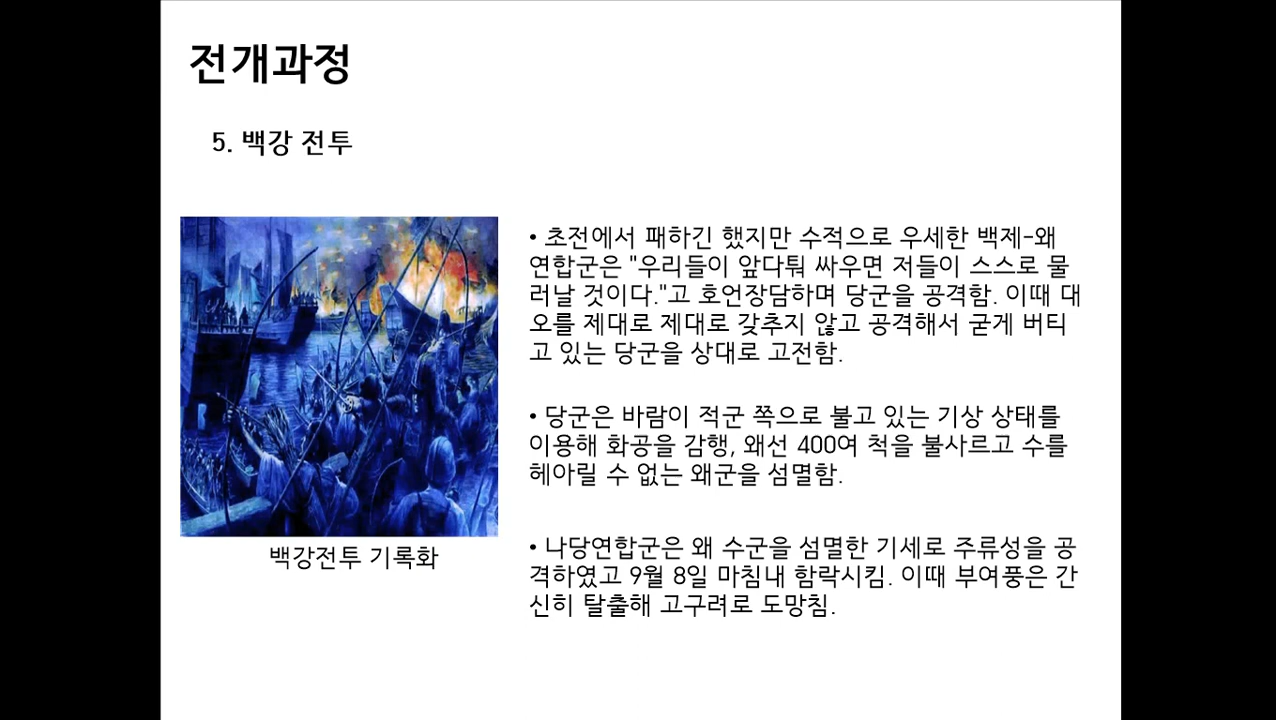 전개과정
5. 백강 전투
• 초전에서 패하긴 했지만 수적으로 우세한 백제-왜
연합군은 "우리들이 앞다퉈 싸우면 저들이 스스로 물
러날 것이다."고 호언장담하며 당군을 공격함. 이때 대
오를 제대로 제대로 갖추지 않고 공격해서 굳게 버티
고 있는 당군을 상대로 고전함.
• 당군은 바람이 적군 쪽으로 불고 있는 기상 상태를
이용해 화공을 감행, 왜선 400여 척을 불사르고 수를
헤아릴 수 없는 왜군을 섬멸함.
• 나당연합군은 왜 수군을 섬멸한 기세로 주류성을 공
격하였고 9월 8일 마침내 함락시킴. 이때 부여풍은 간
신히 탈출해 고구려로 도망침.
백강전투 기록화